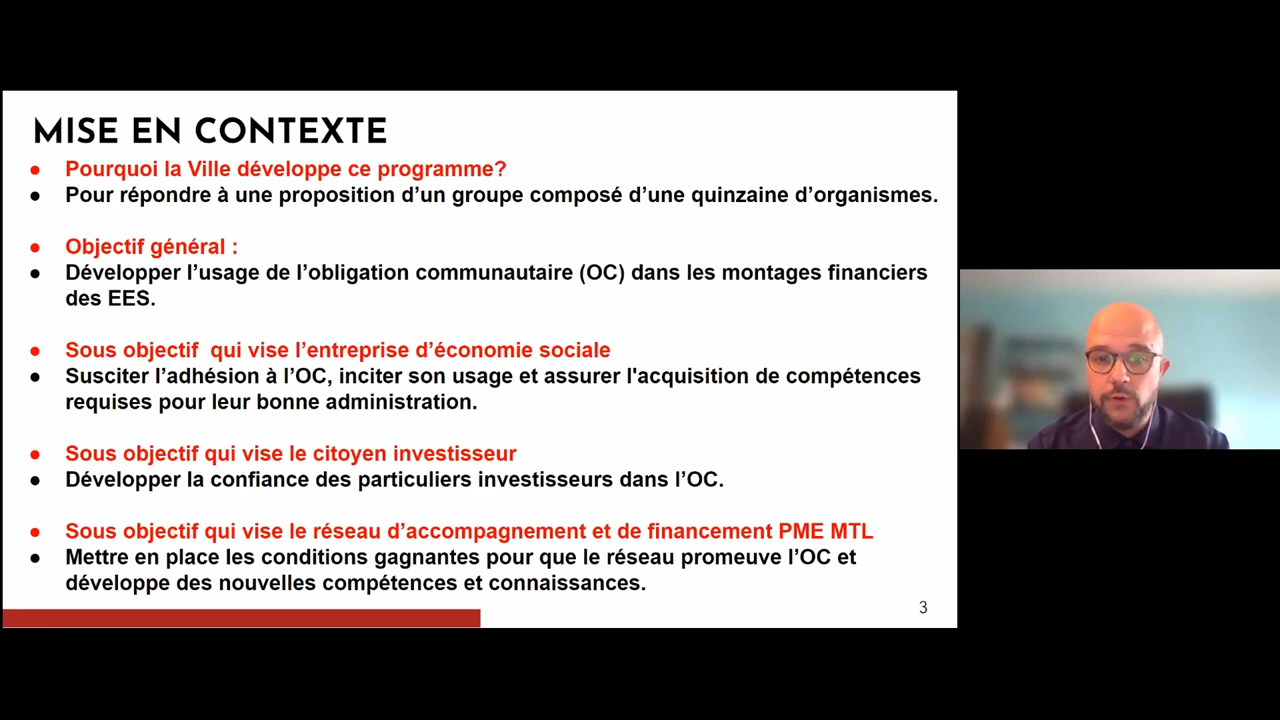 MISE EN CONTEXTE
● Pourquoi la Ville développe ce programme?
● Pour répondre à une proposition d’un groupe composé d’une quinzaine d’organismes.
● Objectif général :
● Développer l’usage de l’obligation communautaire (OC) dans les montages financiers
des EES.
● Sous objectif  qui vise l’entreprise d’économie sociale
● Susciter l’adhésion à l’OC, inciter son usage et assurer l'acquisition de compétences
requises pour leur bonne administration.
● Sous objectif qui vise le citoyen investisseur
● Développer la confiance des particuliers investisseurs dans l’OC.
● Sous objectif qui vise le réseau d’accompagnement et de financement PME MTL
● Mettre en place les conditions gagnantes pour que le réseau promeuve l’OC et
développe des nouvelles compétences et connaissances.
3